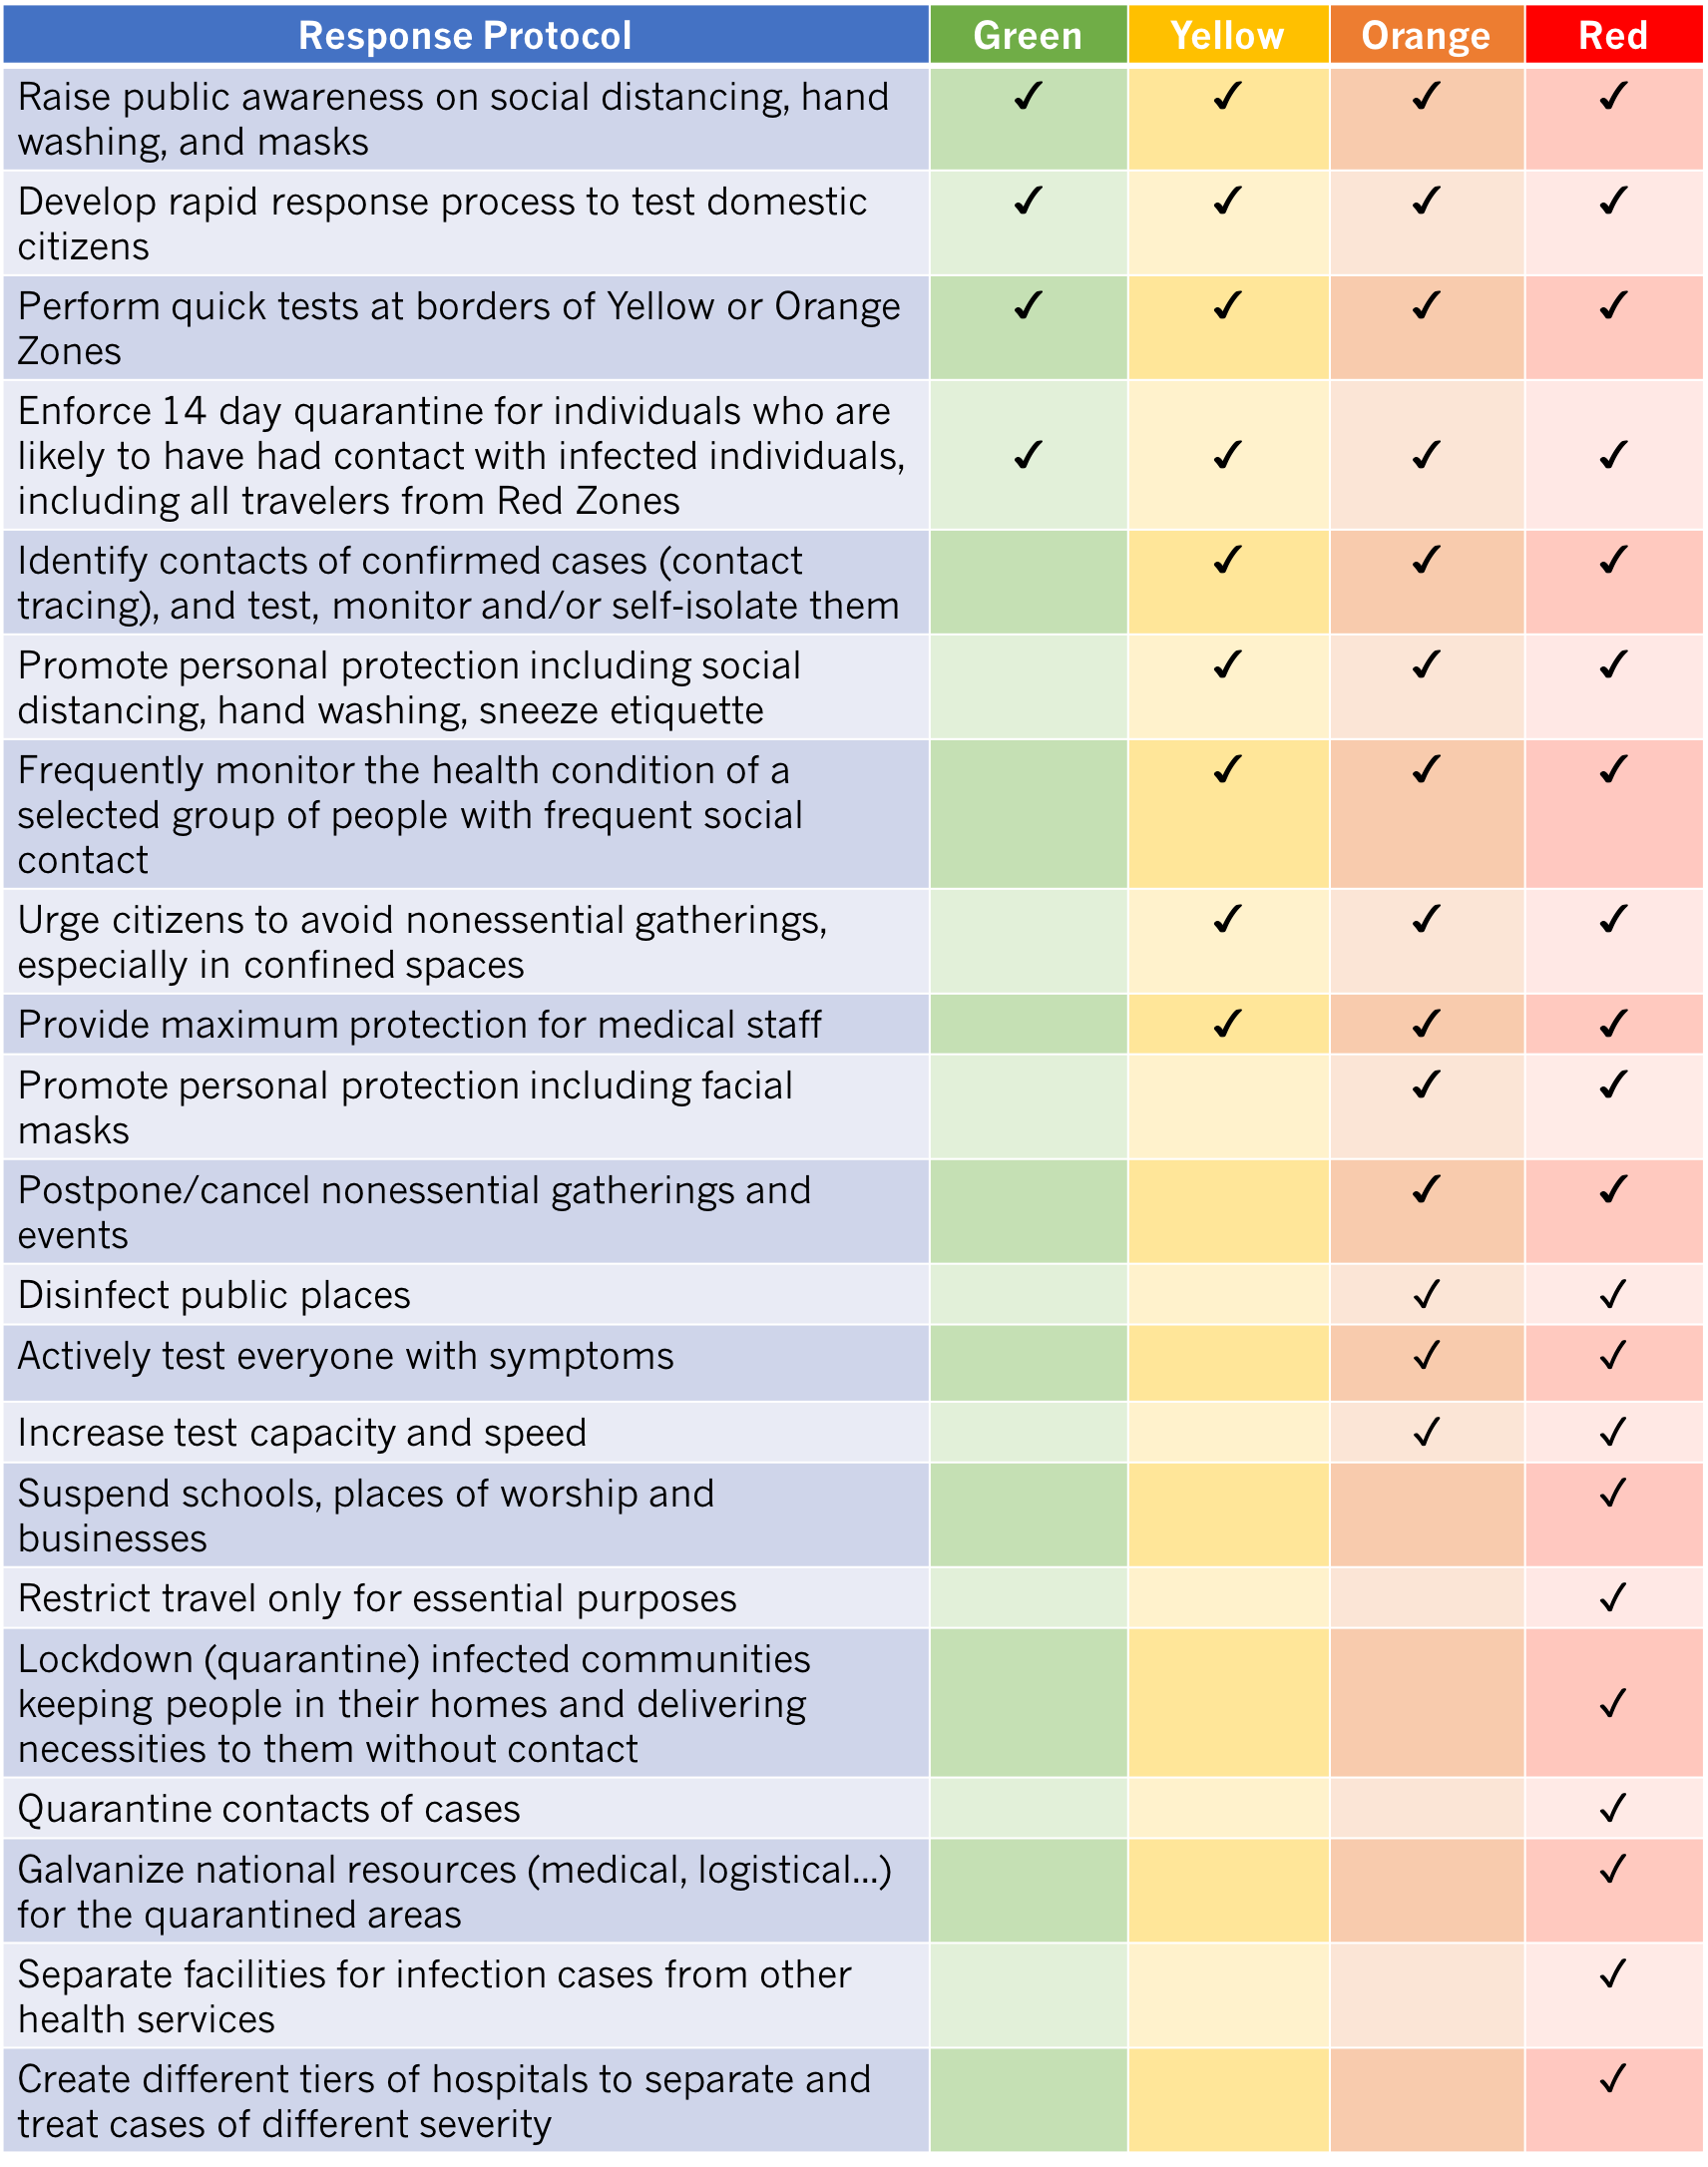 Response Protocol Green Yellow Orange Red
Raise public awareness on social distancing, hand ✓ ✓ ✓ ✓
washing, and masks
Develop rapid response process to test domestic ✓ ✓ ✓ ✓
citizens
Perform quick tests at borders of Yellow or Orange ✓ ✓ ✓ ✓
Zones
Enforce 14 day quarantine for individuals who are
likely to have had contact with infected individuals, ✓ ✓ ✓ ✓
including all travelers from Red Zones
Identify contacts of confirmed cases (contact ✓ ✓ ✓
tracing), and test, monitor and/or self-isolate them
Promote personal protection including social ✓ ✓ ✓
distancing, hand washing, sneeze etiquette
Frequently monitor the health condition of a ✓ ✓ ✓
selected group of people with frequent social
contact
Urge citizens to avoid nonessential gatherings, ✓ ✓ ✓
especially in confined spaces
Provide maximum protection for medical staff ✓ ✓ ✓
Promote personal protection including facial ✓ ✓
masks
Postpone/cancel nonessential gatherings and ✓ ✓
events
Disinfect public places ✓ ✓
Actively test everyone with symptoms ✓ ✓
Increase test capacity and speed ✓ ✓
Suspend schools, places of worship and ✓
businesses
Restrict travel only for essential purposes ✓
Lockdown (quarantine) infected communities
keeping people in their homes and delivering ✓
necessities to them without contact
Quarantine contacts of cases ✓
Galvanize national resources (medical, logistical...) ✓
for the quarantined areas
Separate facilities for infection cases from other ✓
health services
Create different tiers of hospitals to separate and ✓
treat cases of different severity